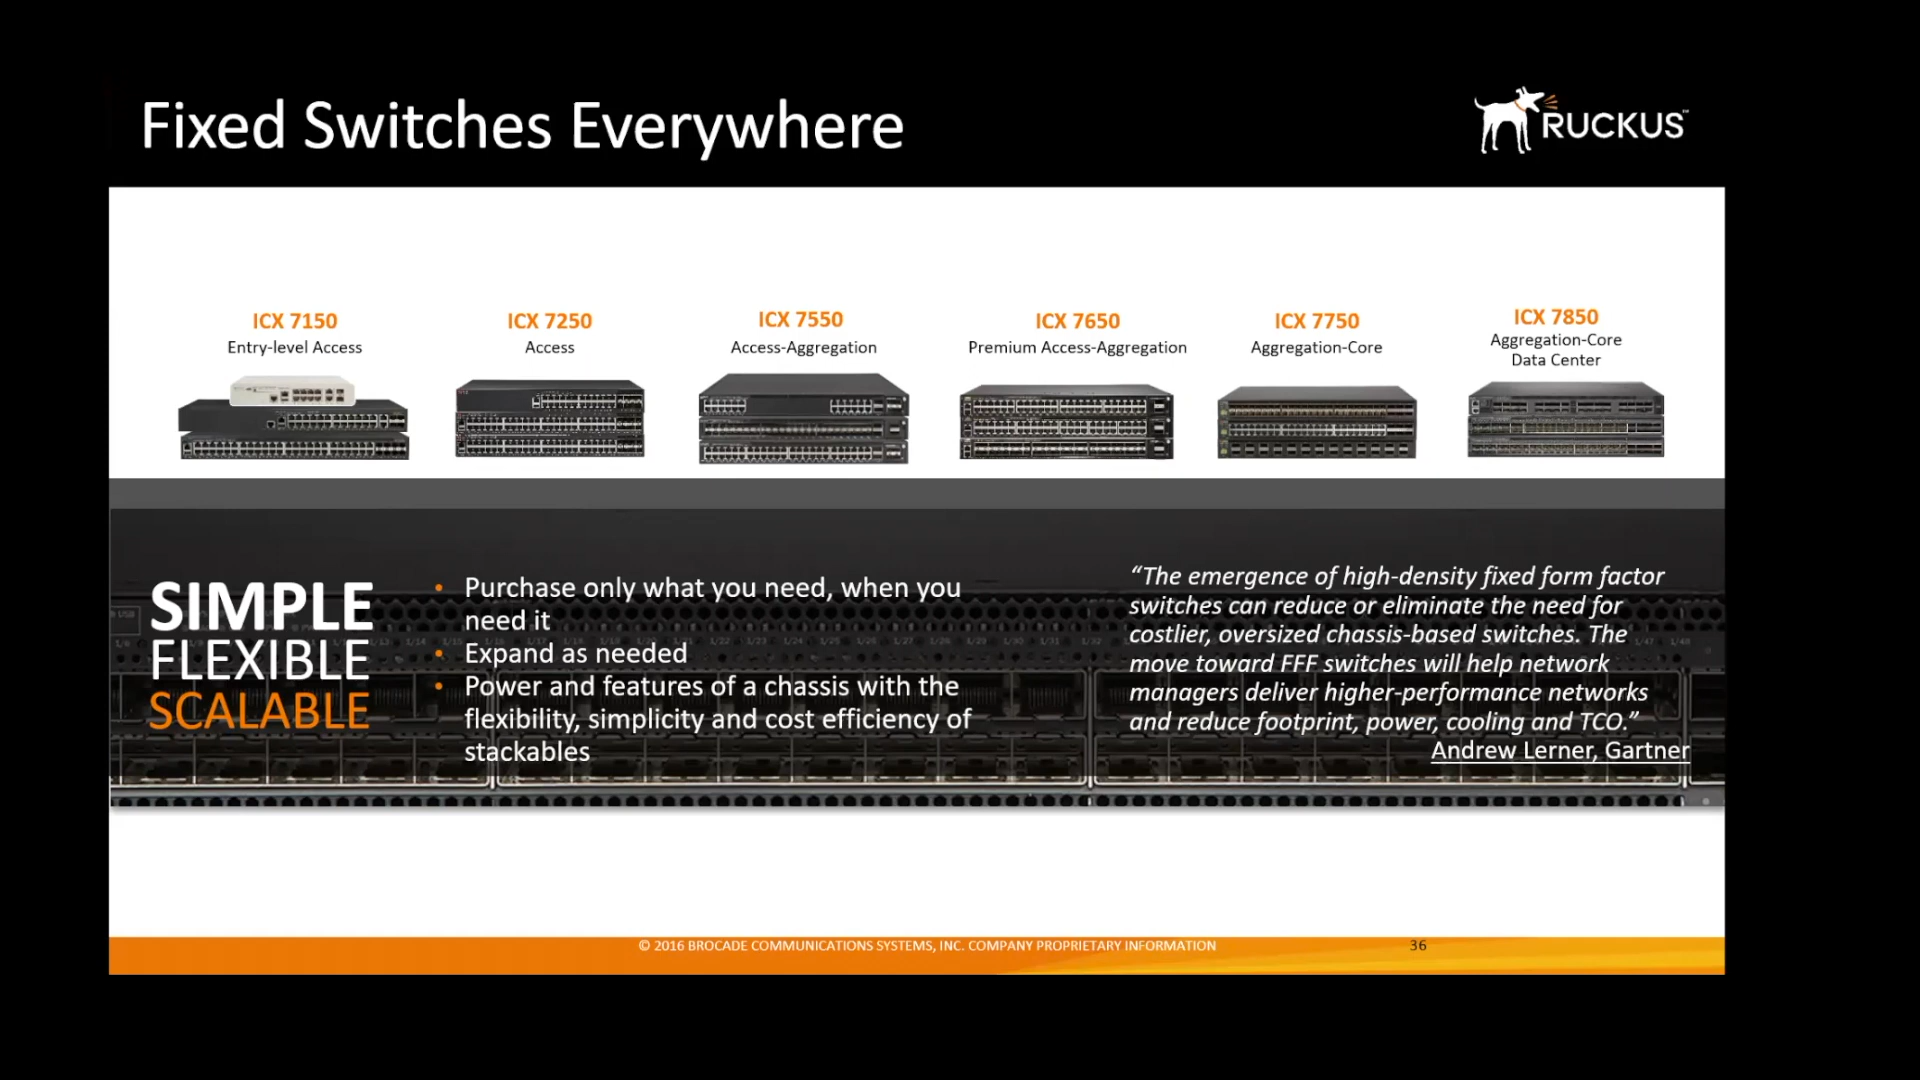 Fixed Switches Everywhere
RUCKUS™
ICX 7150
Entry-level Access
ICX 7250
Access
ICX 7550
Access-Aggregation
ICX 7650
Premium Access-Aggregation
ICX 7750
Aggregation-Core
ICX 7850
Aggregation-Core
Data Center
SIMPLE
FLEXIBLE
SCALABLE
• Purchase only what you need, when you
need it
• Expand as needed
• Power and features of a chassis with the
flexibility, simplicity and cost efficiency of
stackables
“The emergence of high-density fixed form factor
switches can reduce or eliminate the need for
costlier, oversized chassis-based switches. The
move toward FFF switches will help network
managers deliver higher-performance networks
and reduce footprint, power, cooling and TCO.”
Andrew Lerner, Gartner
© 2016 BROCADE COMMUNICATIONS SYSTEMS, INC. COMPANY PROPRIETARY INFORMATION
36